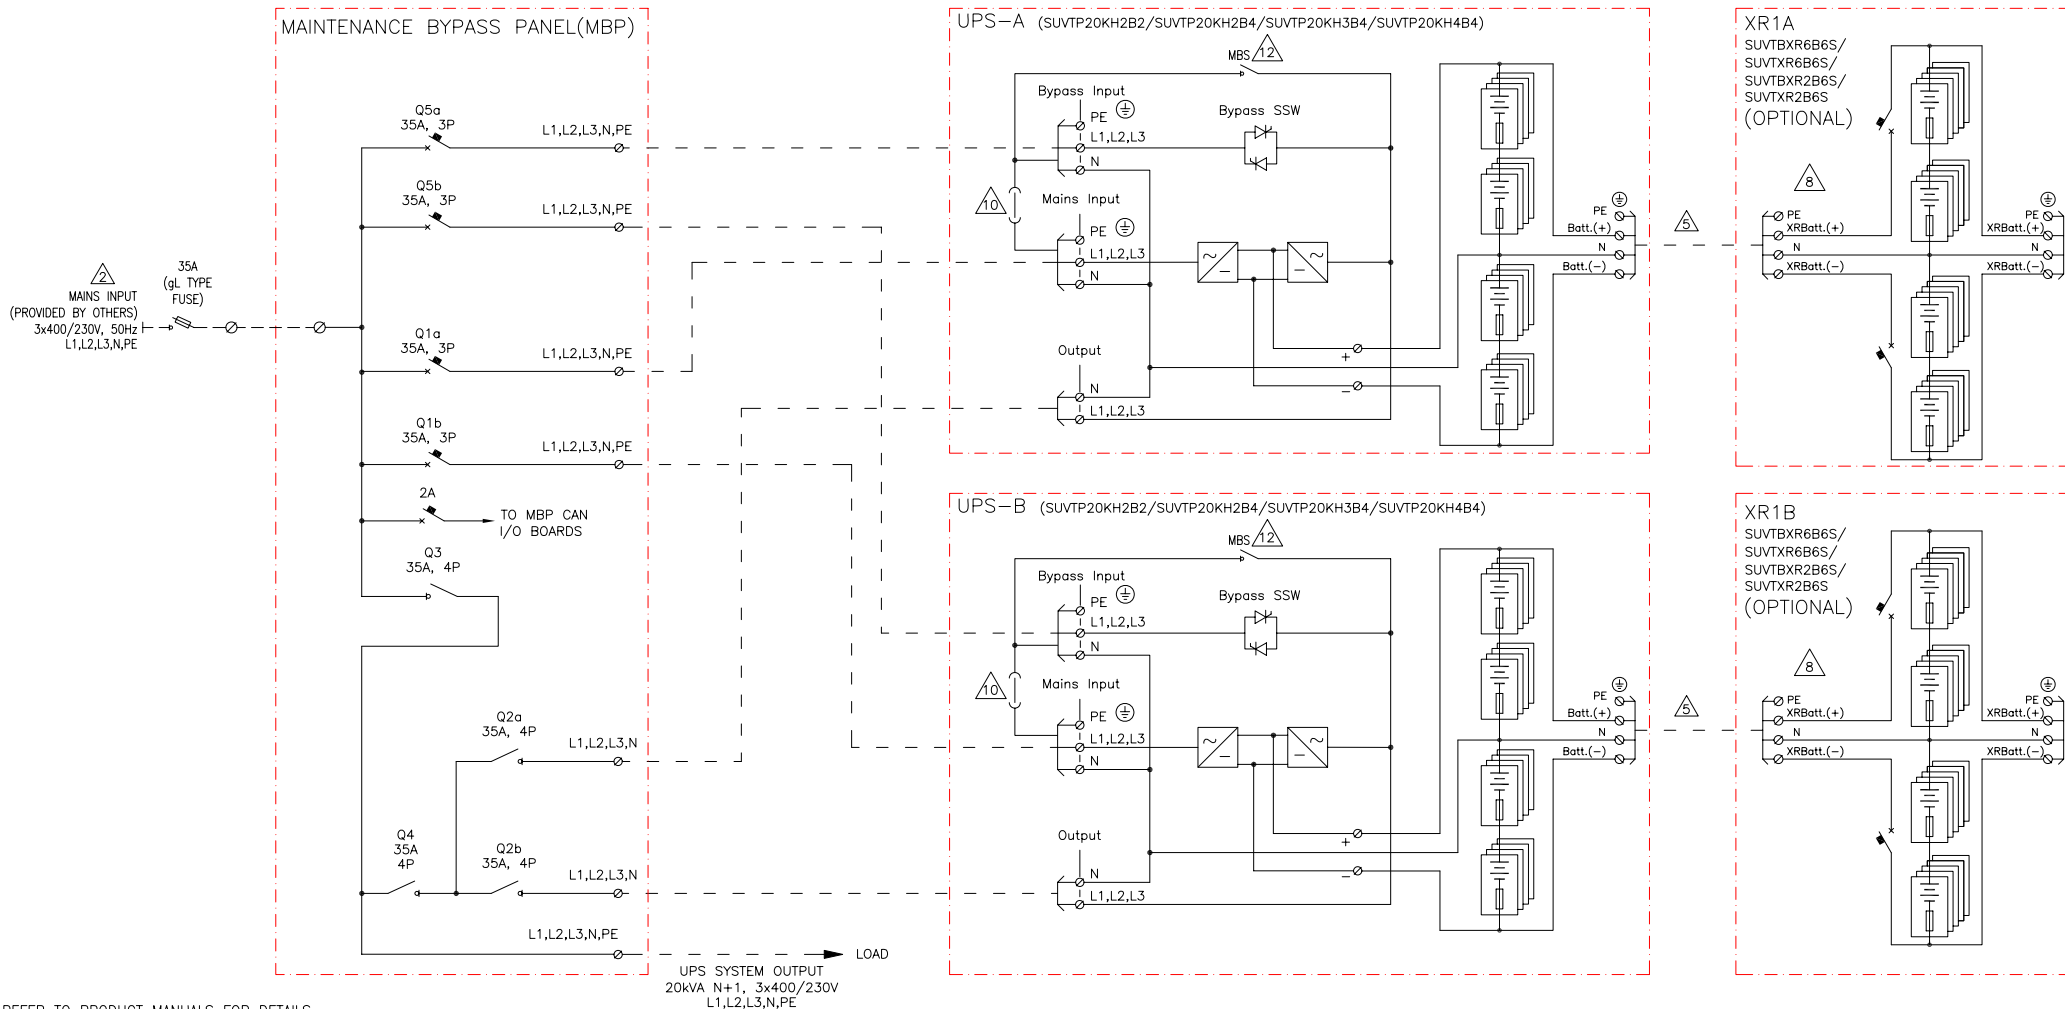 MAINTENANCE BYPASS PANEL(MBP)
Q5a
35A, 3P
L1,L2,L3,N,PE
Q5b
35A, 3P
L1,L2,L3,N,PE
2
MAINS INPUT
(PROVIDED BY OTHERS)
3x400/230V, 50Hz
L1,L2,L3,N,PE
35A
(gL TYPE
FUSE)
Q1a
35A, 3P
L1,L2,L3,N,PE
Q1b
35A, 3P
L1,L2,L3,N,PE
2A
TO MBP CAN
I/O BOARDS
Q3
35A, 4P
Q2a
35A, 4P
L1,L2,L3,N
Q4
35A
4P
Q2b
35A, 4P
L1,L2,L3,N
L1,L2,L3,N,PE
LOAD
UPS SYSTEM OUTPUT
20kVA N+1, 3x400/230V
L1,L2,L3,N,PE
UPS-A (SUVTP20KH2B2/SUVTP20KH2B4/SUVTP20KH3B4/SUVTP20KH4B4)
MBS 12
Bypass Input
PE
L1,L2,L3
N
Bypass SSW
10
Mains Input
PE
L1,L2,L3
N
Output
N
L1,L2,L3
+
-
PE
Batt.(+)
N
Batt.(-)
5
XR1A
SUVTBXR6B6S/
SUVTXR6B6S/
SUVTBXR2B6S/
SUVTXR2B6S
(OPTIONAL)
8
PE
XRBatt.(+)
N
XRBatt.(-)
PE
XRBatt.(+)
N
XRBatt.(-)
UPS-B (SUVTP20KH2B2/SUVTP20KH2B4/SUVTP20KH3B4/SUVTP20KH4B4)
MBS 12
Bypass Input
PE
L1,L2,L3
N
Bypass SSW
10
Mains Input
PE
L1,L2,L3
N
Output
N
L1,L2,L3
+
-
PE
Batt.(+)
N
Batt.(-)
5
XR1B
SUVTBXR6B6S/
SUVTXR6B6S/
SUVTBXR2B6S/
SUVTXR2B6S
(OPTIONAL)
8
PE
XRBatt.(+)
N
XRBatt.(-)
PE
XRBatt.(+)
N
XRBatt.(-)
REFER TO PRODUCT MANUALS FOR DETAILS